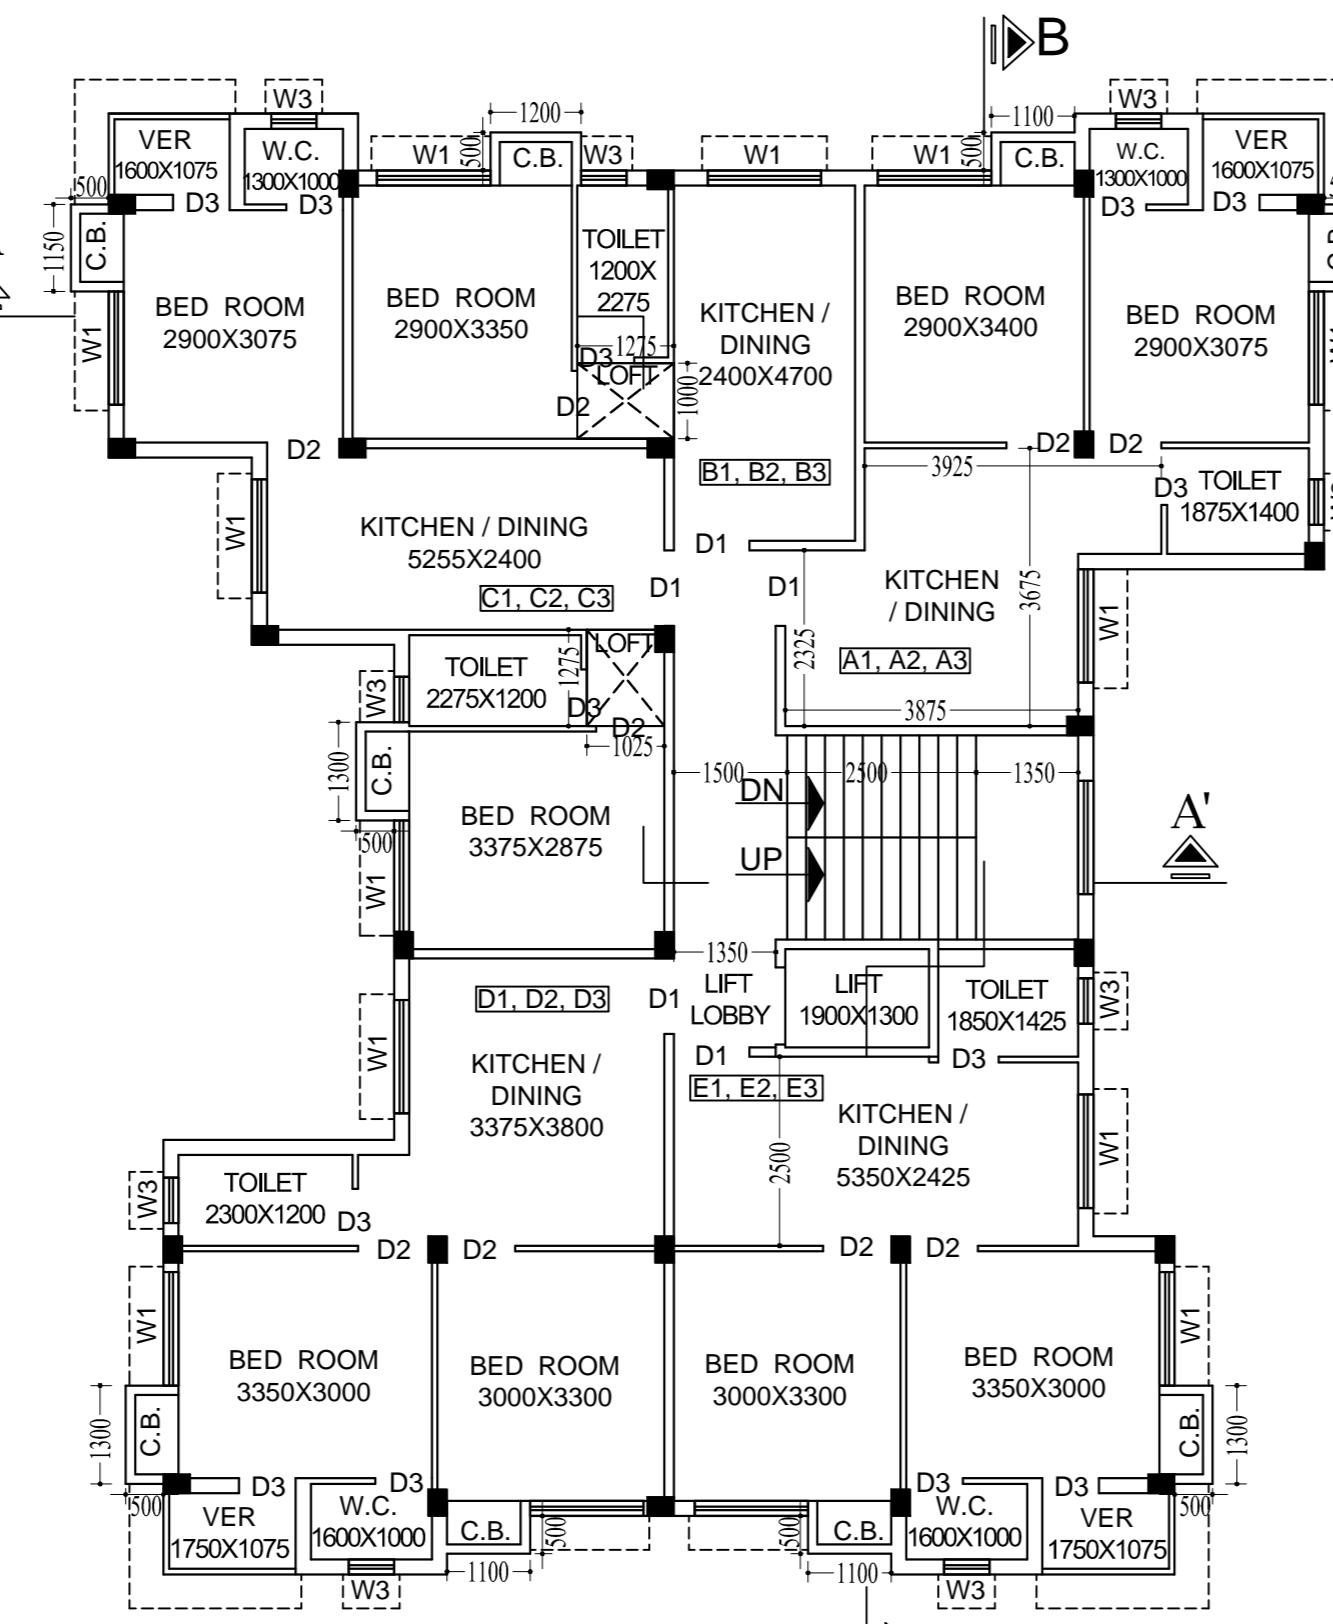 B
W3
W3
1200
1100
VER
1600X1075
W.C.
1300X1000
W1
500
C.B.
W3
W1
W1
500
C.B.
W.C.
1300X1000
VER
1600X1075
500
D3
D3
D3
D3
1150
C.B.
TOILET
1200X
2275
BED ROOM
2900X3075
BED ROOM
2900X3350
KITCHEN /
DINING
2400X4700
BED ROOM
2900X3400
BED ROOM
2900X3075
W1
1275
D3
LOFT
1000
D2
D2
D2
D2
B1, B2, B3
3925
D3
TOILET
1875X1400
W1
KITCHEN / DINING
5255X2400
D1
C1, C2, C3
D1
D1
KITCHEN
/ DINING
3675
W1
2325
A1, A2, A3
LOFT
TOILET
2275X1200
1275
W3
D3
D2
1025
3875
1300
C.B.
1500
2500
1350
DN
BED ROOM
3375X2875
500
UP
A'
W1
1350
D1, D2, D3
D1
LIFT
LOBBY
LIFT
1900X1300
TOILET
1850X1425
W3
D1
D3
W1
KITCHEN /
DINING
3375X3800
E1, E2, E3
KITCHEN /
DINING
5350X2425
2500
W1
W3
TOILET
2300X1200
D3
D2
D2
D2
D2
W1
W1
BED ROOM
3350X3000
BED ROOM
3000X3300
BED ROOM
3000X3300
BED ROOM
3350X3000
1300
C.B.
C.B.
1300
D3
D3
D3
D3
500
VER
1750X1075
W.C.
1600X1000
C.B.
500
500
C.B.
W.C.
1600X1000
VER
1750X1075
500
W3
1100
1100
W3